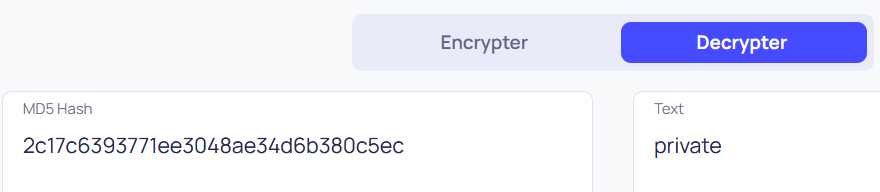 Encrypter Decrypter
MD5 Hash Text
2c17c6393771ee3048ae34d6b380c5ec private